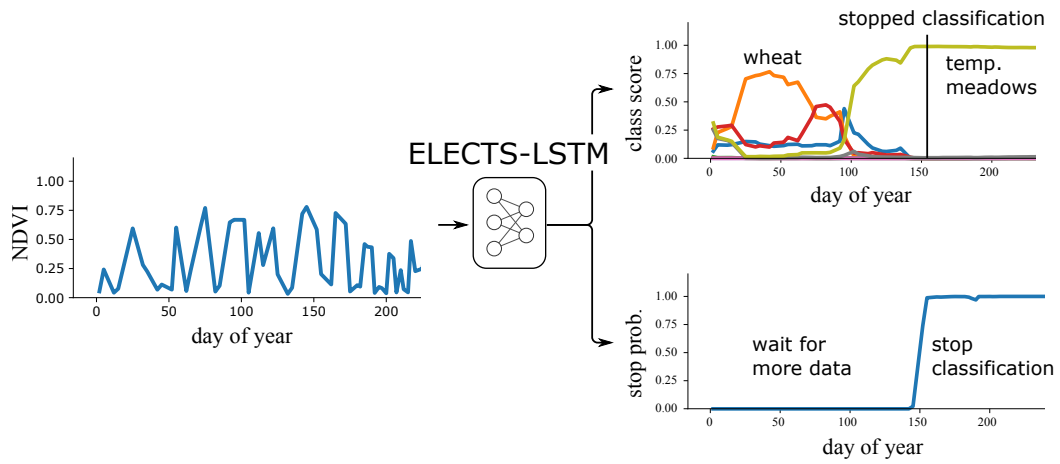 NDVI
1.00
0.75
0.50
0.25
0.00
0
50
100
150
200
day of year
ELECTS-LSTM
stopped classification
class score
1.00
0.75
0.50
0.25
0.00
wheat
temp.
meadows
0
50
100
150
200
day of year
stop prob.
1.00
0.75
0.50
0.25
0.00
wait for
more data
stop
classification
0
50
100
150
200
day of year